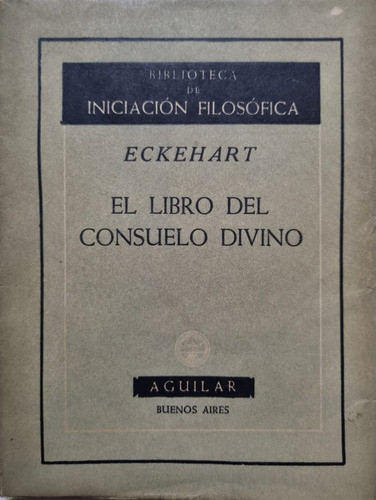 BIBLIOTECA
DE
INICIACIÓN FILOSÓFICA
ECKEHART
EL LIBRO DEL
CONSUELO DIVINO
AGUILAR
BUENOS AIRES